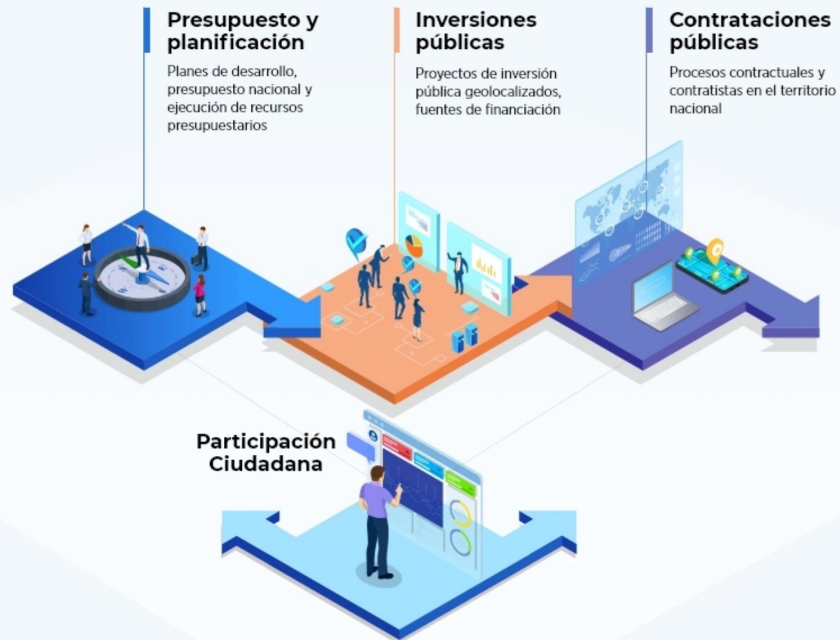 Presupuesto y
planificación
Planes de desarrollo,
presupuesto nacional y
ejecución de recursos
presupuestarios
Inversiones
públicas
Proyectos de inversión
pública geolocalizados,
fuentes de financiación
Contrataciones
públicas
Procesos contractuales y
contratistas en el territorio
nacional
Participación
Ciudadana